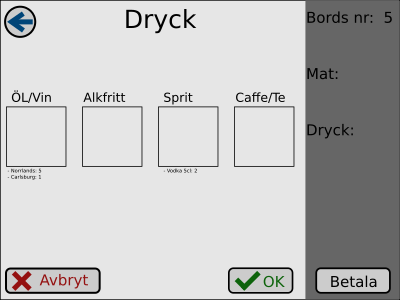 Dryck
ÖL/Vin
Alkfritt
Sprit
Caffe/Te
- Norrlands: 5
- Carlsburg: 1
- Vodka 5cl: 2
Avbryt
OK
Bords nr: 5
Mat:
Dryck:
Betala